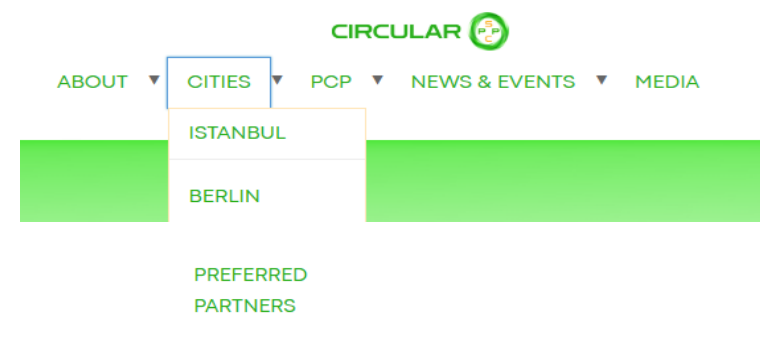 CIRCULAR S P P C
ABOUT ▼ CITIES ▼ PCP ▼ NEWS & EVENTS ▼ MEDIA
ISTANBUL
BERLIN
PREFERRED
PARTNERS